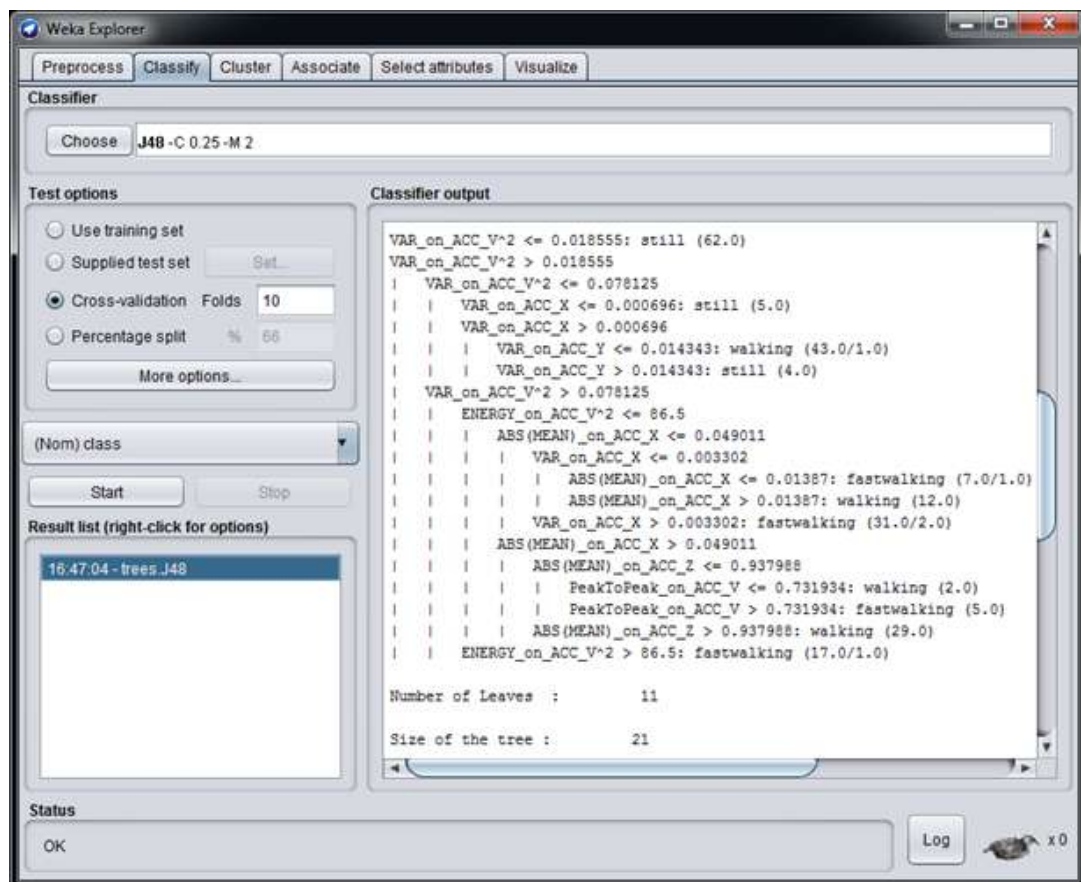 Weka Explorer
Preprocess Classify Cluster Associate Select attributes Visualize
Classifier
Choose J48 -C 0.25 -M 2
Test options
Use training set
Supplied test set Set...
Cross-validation Folds 10
Percentage split % 66
More options...
(Nom) class
Start Stop
Result list (right-click for options)
16:47:04 - trees.J48
Classifier output
VAR_on_ACC_V^2 <= 0.018555: still (62.0)
VAR_on_ACC_V^2 > 0.018555
|   VAR_on_ACC_V^2 <= 0.078125
|   |   VAR_on_ACC_X <= 0.000696: still (5.0)
|   |   VAR_on_ACC_X > 0.000696
|   |   |   VAR_on_ACC_Y <= 0.014343: walking (43.0/1.0)
|   |   |   VAR_on_ACC_Y > 0.014343: still (4.0)
|   VAR_on_ACC_V^2 > 0.078125
|   |   ENERGY_on_ACC_V^2 <= 86.5
|   |   |   ABS(MEAN)_on_ACC_X <= 0.049011
|   |   |   |   VAR_on_ACC_X <= 0.003302
|   |   |   |   |   ABS(MEAN)_on_ACC_X <= 0.01387: fastwalking (7.0/1.0)
|   |   |   |   |   ABS(MEAN)_on_ACC_X > 0.01387: walking (12.0)
|   |   |   |   VAR_on_ACC_X > 0.003302: fastwalking (31.0/2.0)
|   |   |   ABS(MEAN)_on_ACC_X > 0.049011
|   |   |   |   ABS(MEAN)_on_ACC_Z <= 0.937988
|   |   |   |   |   PeakToPeak_on_ACC_V <= 0.731934: walking (2.0)
|   |   |   |   |   PeakToPeak_on_ACC_V > 0.731934: fastwalking (5.0)
|   |   |   |   ABS(MEAN)_on_ACC_Z > 0.937988: walking (29.0)
|   |   ENERGY_on_ACC_V^2 > 86.5: fastwalking (17.0/1.0)
Number of Leaves  : 	11
Size of the tree : 	21
Status
OK
Log x 0